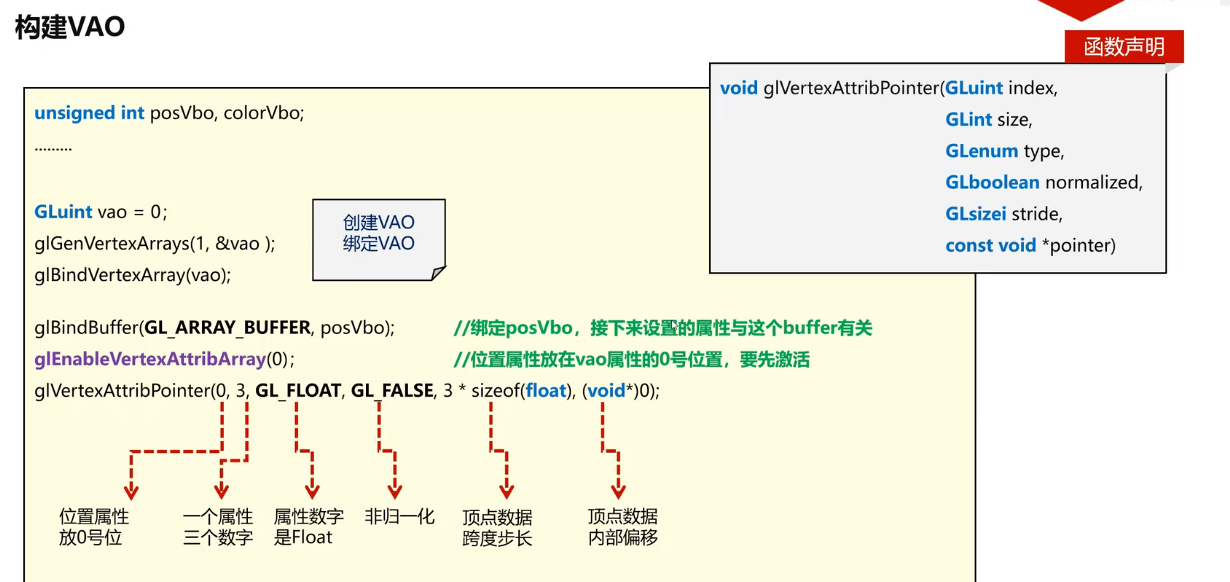 构建VAO
函数声明
void glVertexAttribPointer(GLuint index,
GLint size,
GLenum type,
GLboolean normalized,
GLsizei stride,
const void *pointer)
unsigned int posVbo, colorVbo;
.........
GLuint vao = 0;
glGenVertexArrays(1, &vao );
glBindVertexArray(vao);
创建VAO
绑定VAO
glBindBuffer(GL_ARRAY_BUFFER, posVbo); //绑定posVbo，接下来设置的属性与这个buffer有关
glEnableVertexAttribArray(0); //位置属性放在vao属性的0号位置，要先激活
glVertexAttribPointer(0, 3, GL_FLOAT, GL_FALSE, 3 * sizeof(float), (void*)0);
位置属性
放0号位
一个属性
三个数字
属性数字
是Float
非归一化
顶点数据
跨度步长
顶点数据
内部偏移